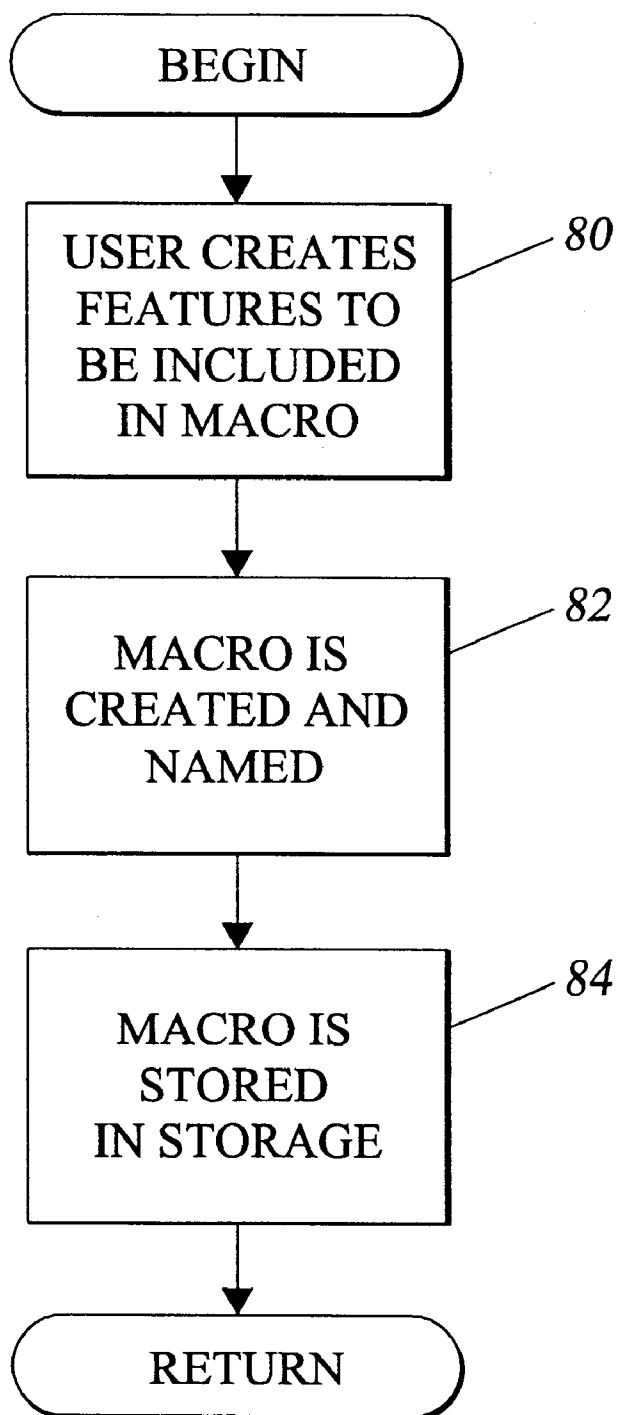 BEGIN
USER CREATES
FEATURES TO
BE INCLUDED
IN MACRO
80
MACRO IS
CREATED AND
NAMED
82
MACRO IS
STORED
IN STORAGE
84
RETURN